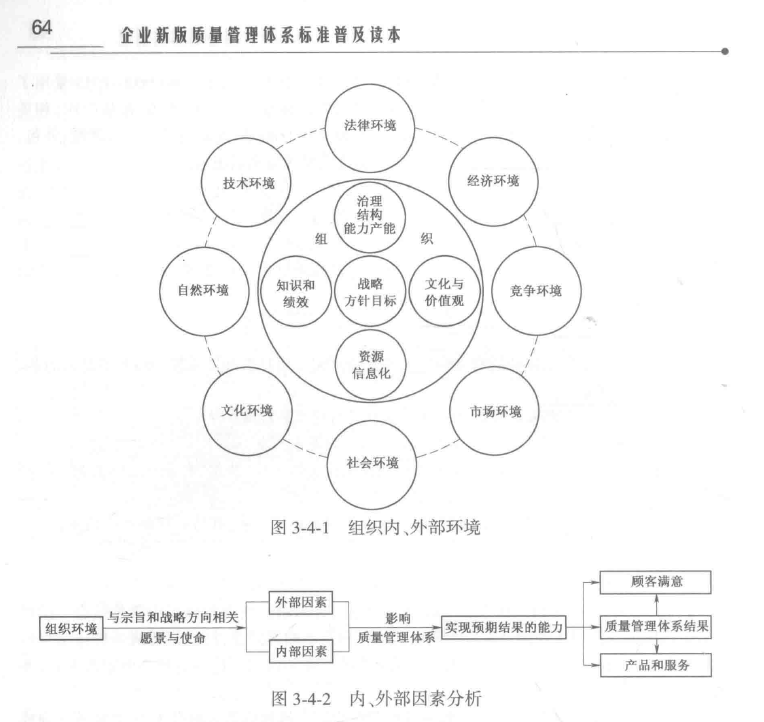 64
企业新版质量管理体系标准普及读本
法律环境
技术环境
经济环境
治理
结构
能力产能
组
织
自然环境
知识和
绩效
战略
方针目标
文化与
价值观
竞争环境
资源
信息化
文化环境
市场环境
社会环境
图 3-4-1 组织内、外部环境
组织环境
与宗旨和战略方向相关
愿景与使命
外部因素
内部因素
影响
质量管理体系
实现预期结果的能力
顾客满意
质量管理体系结果
产品和服务
图 3-4-2 内、外部因素分析